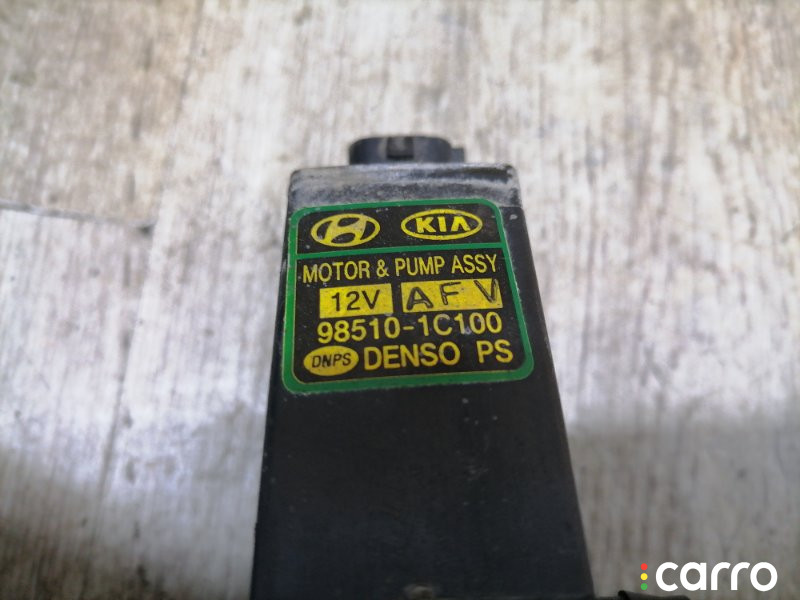 KIA
MOTOR & PUMP ASSY
12V AFV
98510-1C100
DNPS DENSO PS
carro